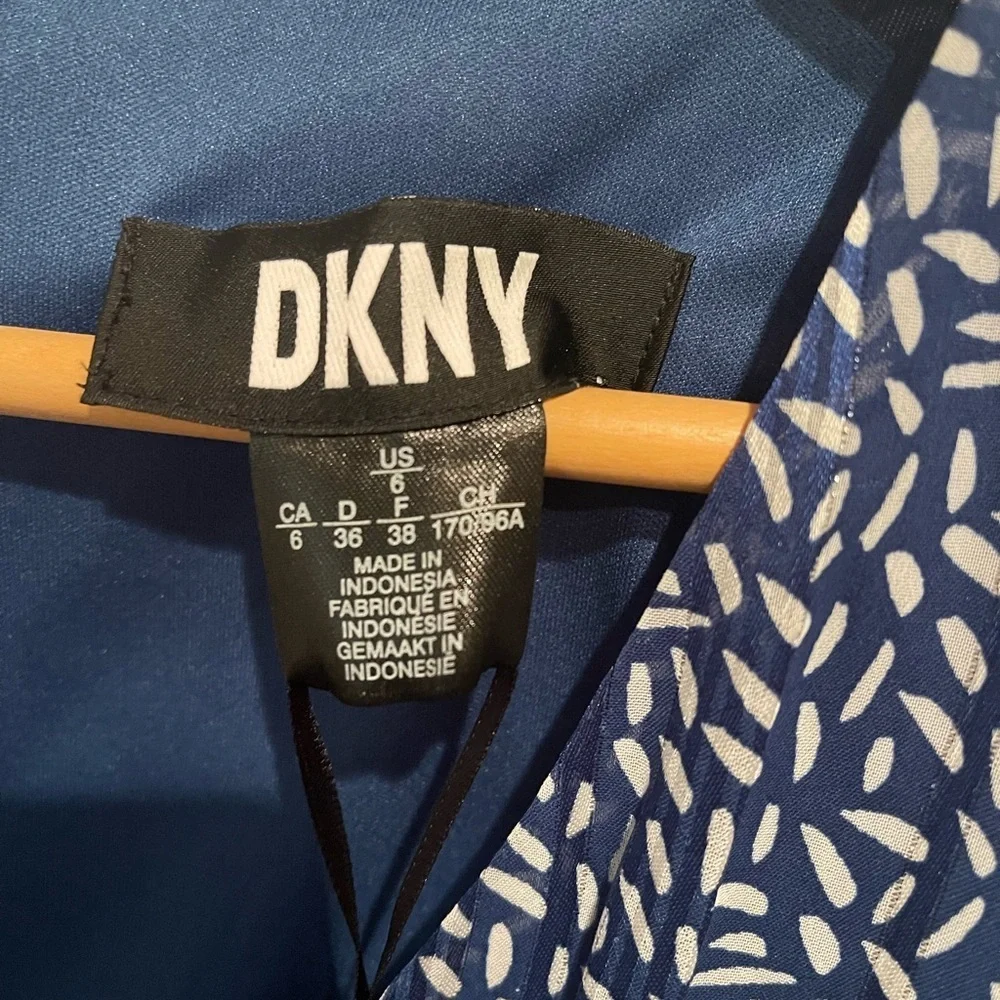 DKNY
US
6
CA D F CH
6 36 38 170/96A
MADE IN
INDONESIA
FABRIQUÉ EN
INDONÉSIE
GEMAAKT IN
INDONESIË